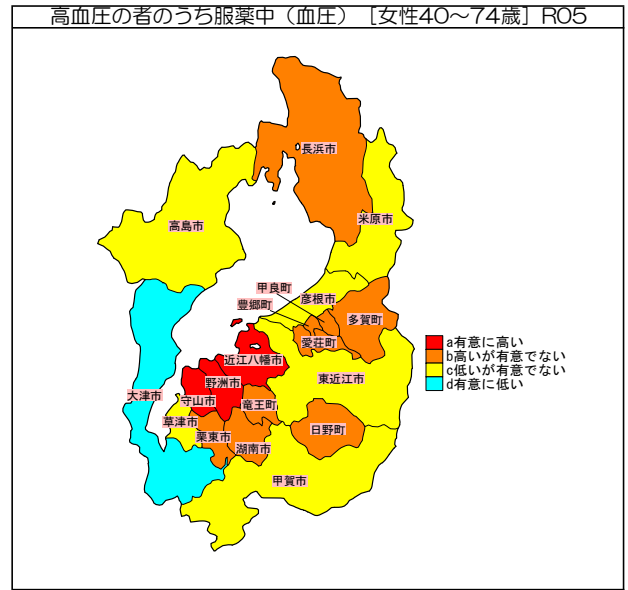 高血圧の者のうち服薬中（血圧）［女性40～74歳］R05
長浜市
米原市
高島市
甲良町
彦根市
豊郷町
多賀町
愛荘町
近江八幡市
東近江市
野洲市
大津市
守山市
竜王町
草津市
栗東市
日野町
湖南市
甲賀市
a有意に高い
b高いが有意でない
c低いが有意でない
d有意に低い